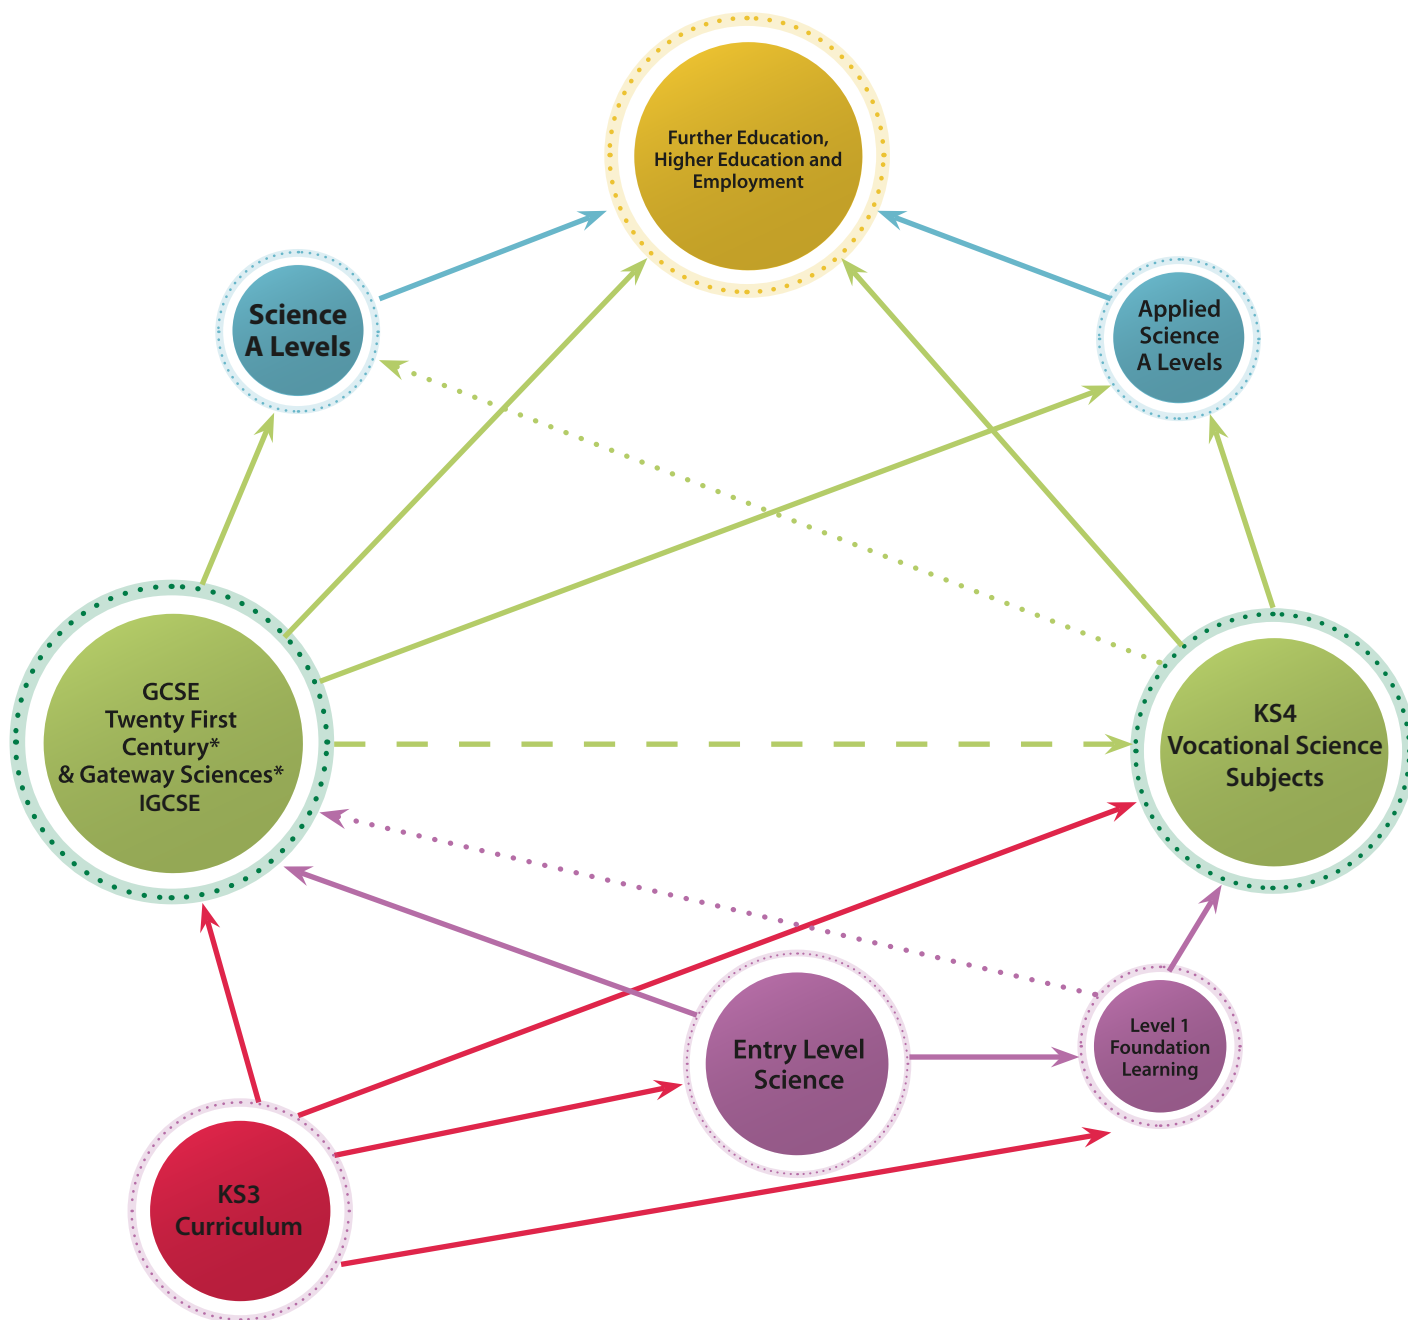 Further Education,
Higher Education and
Employment
Science
A Levels
Applied
Science
A Levels
GCSE
Twenty First
Century*
& Gateway Sciences*
IGCSE
KS4
Vocational Science
Subjects
Entry Level
Science
Level 1
Foundation
Learning
KS3
Curriculum